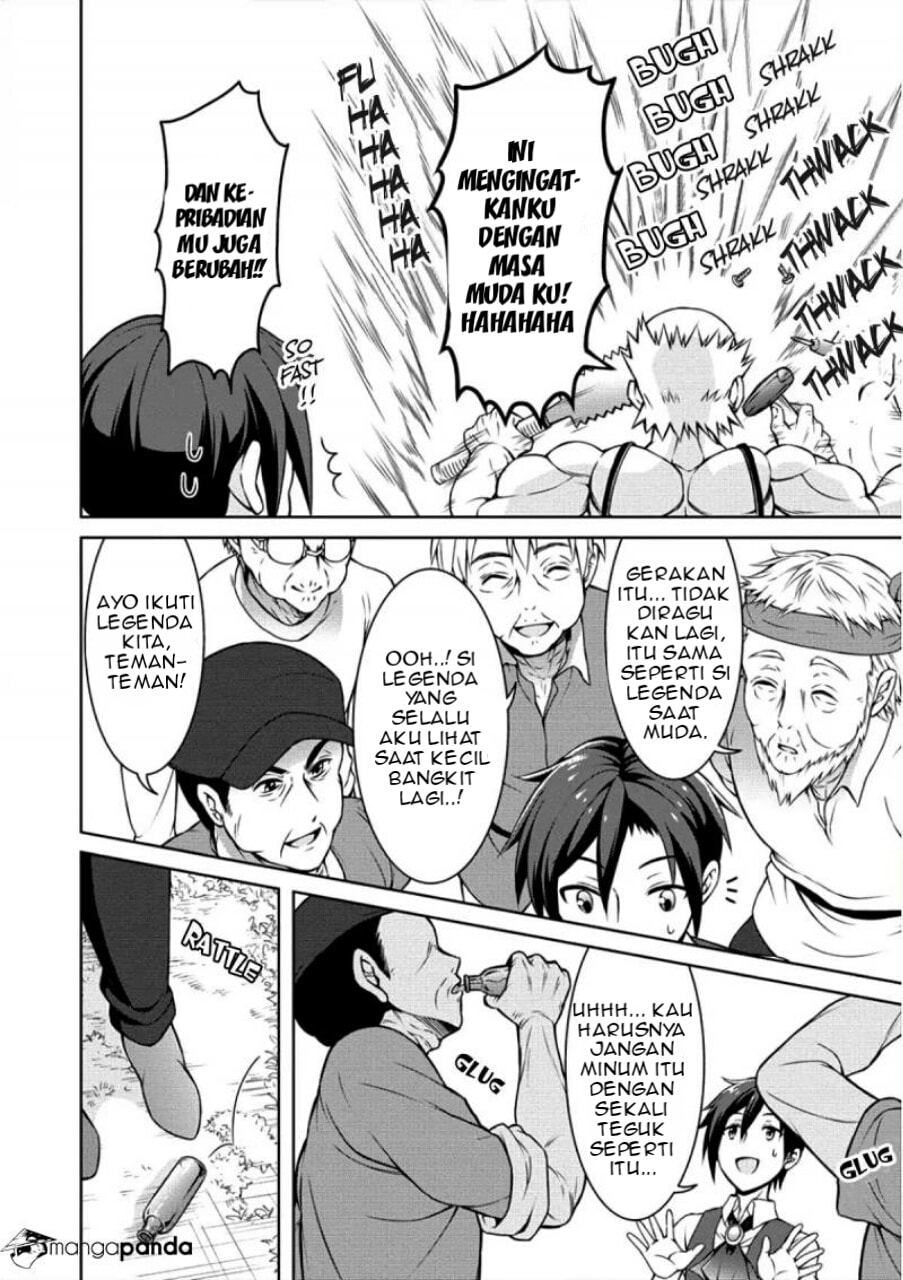 BUGH
BUGH
BUGH
BUGH
SHRAKK
SHRAKK
SHRAKK
SHRAKK
THWACK
THWACK
THWACK
THWACK
INI
MENGINGAT-
KANKU
DENGAN
MASA
MUDA KU!
HAHAHAHA
FU
HA
HA
HA
HA
HA
DAN KE-
PRIBADIAN
MU JUGA
BERUBAH!!
SO
FAST
!!
GERAKAN
ITU... TIDAK
DIRAGU
KAN LAGI,
ITU SAMA
SEPERTI SI
LEGENDA
SAAT
MUDA.
OOH..! SI
LEGENDA
YANG
SELALU
AKU LIHAT
SAAT KECIL
BANGKIT
LAGI..!
AYO IKUTI
LEGENDA
KITA,
TEMAN-
TEMAN!
UHHH... KAU
HARUSNYA
JANGAN
MINUM ITU
DENGAN
SEKALI
TEGUK
SEPERTI
ITU...
GLUG
GLUG
RATTLE
mangapanda